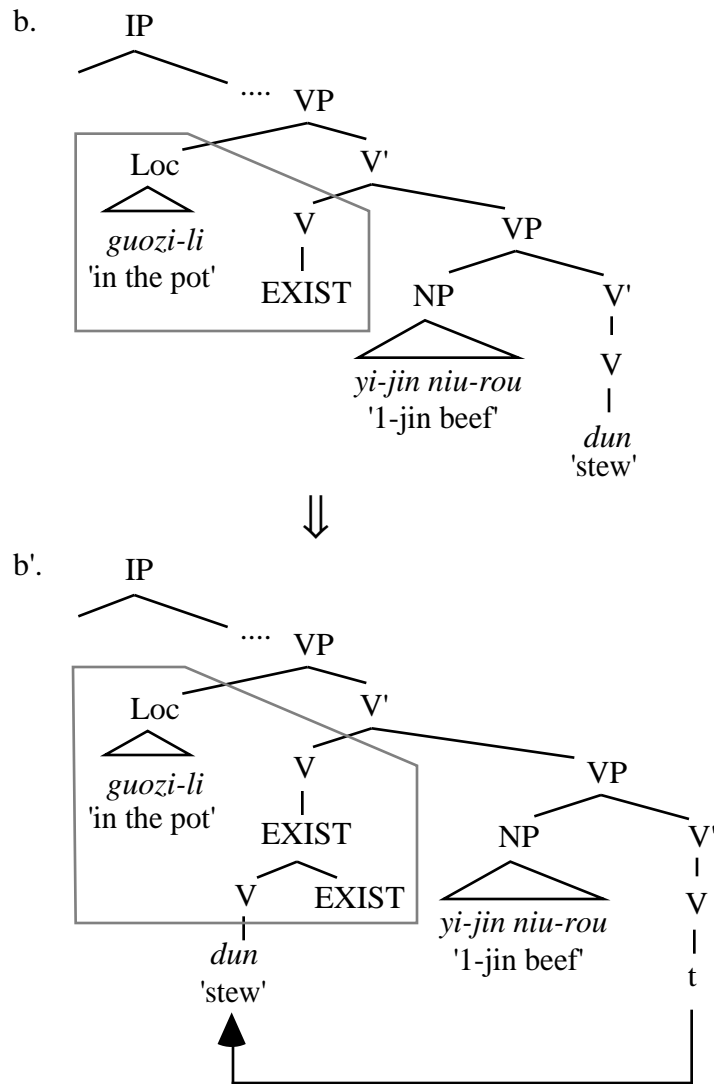 b.
IP
.... VP
Loc V'
guozi-li V VP
'in the pot' EXIST NP V'
yi-jin niu-rou V
'1-jin beef' dun
'stew'
⇓
b'.
IP
.... VP
Loc V'
guozi-li V VP
'in the pot' EXIST NP V'
V EXIST yi-jin niu-rou V
dun '1-jin beef' t
'stew'